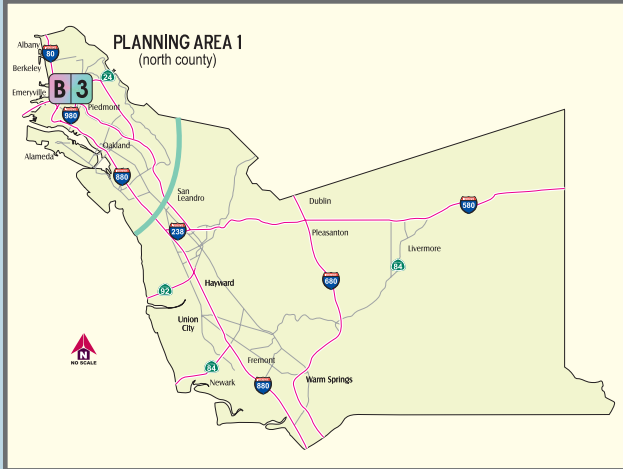 PLANNING AREA 1
(north county)
Albany
80
Berkeley
24
Emeryville
B 3
Piedmont
980
Oakland
Alameda
880
San
Leandro
238
Dublin
580
Pleasanton
Livermore
84
680
Hayward
92
Union
City
N
NO SCALE
84
Fremont
Newark
880
Warm Springs